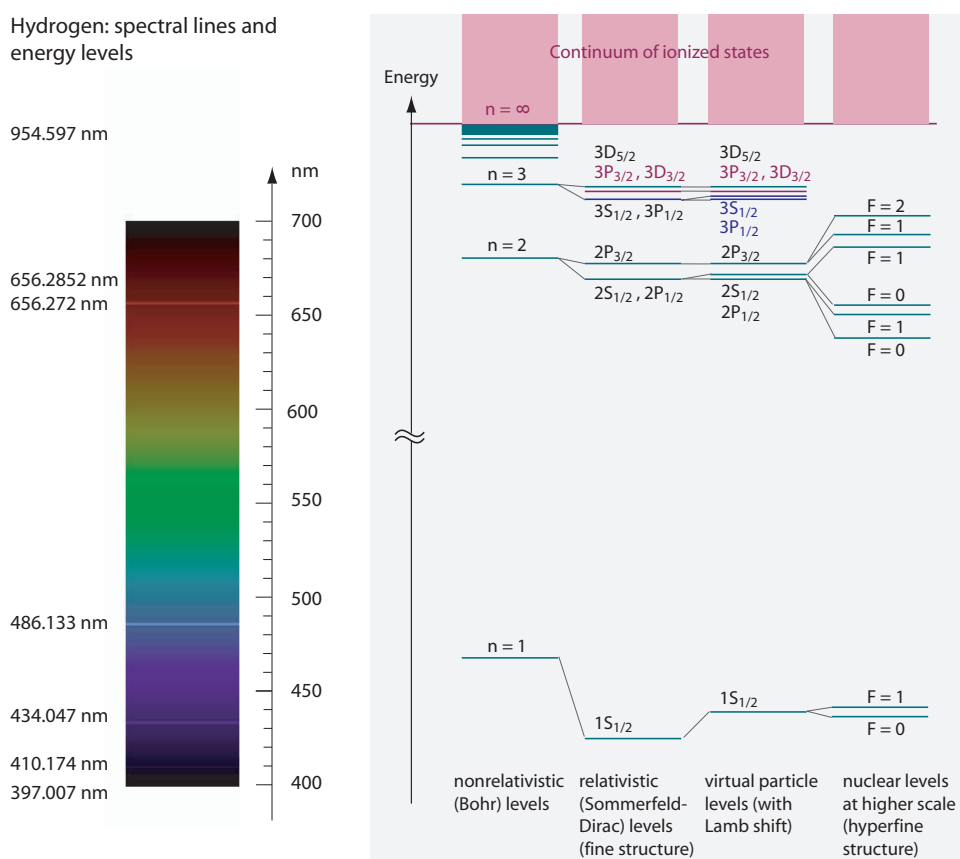 Hydrogen: spectral lines and
energy levels
954.597 nm
656.2852 nm
656.272 nm
486.133 nm
434.047 nm
410.174 nm
397.007 nm
nm
700
650
600
550
500
450
400
Continuum of ionized states
Energy
n = ∞
n = 3
n = 2
n = 1
3D5/2
3P3/2 , 3D3/2
3S1/2 , 3P1/2
2P3/2
2S1/2 , 2P1/2
1S1/2
3D5/2
3P3/2 , 3D3/2
3S1/2
3P1/2
2P3/2
2S1/2
2P1/2
1S1/2
F = 2
F = 1
F = 1
F = 0
F = 1
F = 0
F = 1
F = 0
nonrelativistic
(Bohr) levels
relativistic
(Sommerfeld-
Dirac) levels
(fine structure)
virtual particle
levels (with
Lamb shift)
nuclear levels
at higher scale
(hyperfine
structure)